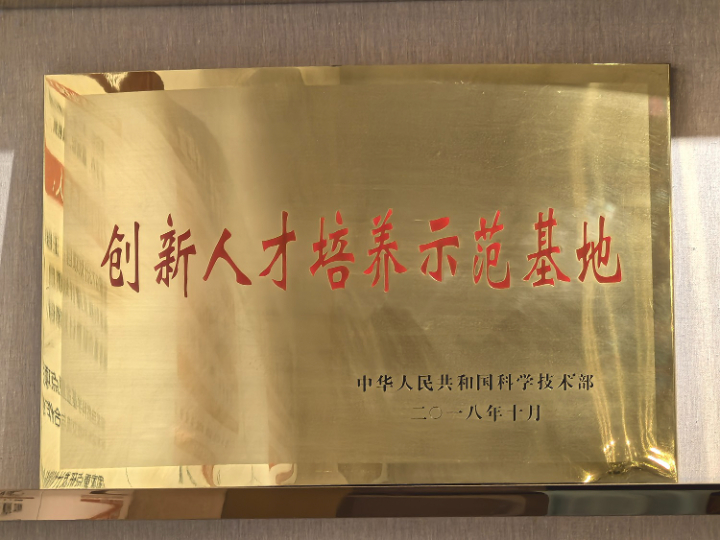 创新人才培养示范基地
中华人民共和国科学技术部
二〇一八年十月